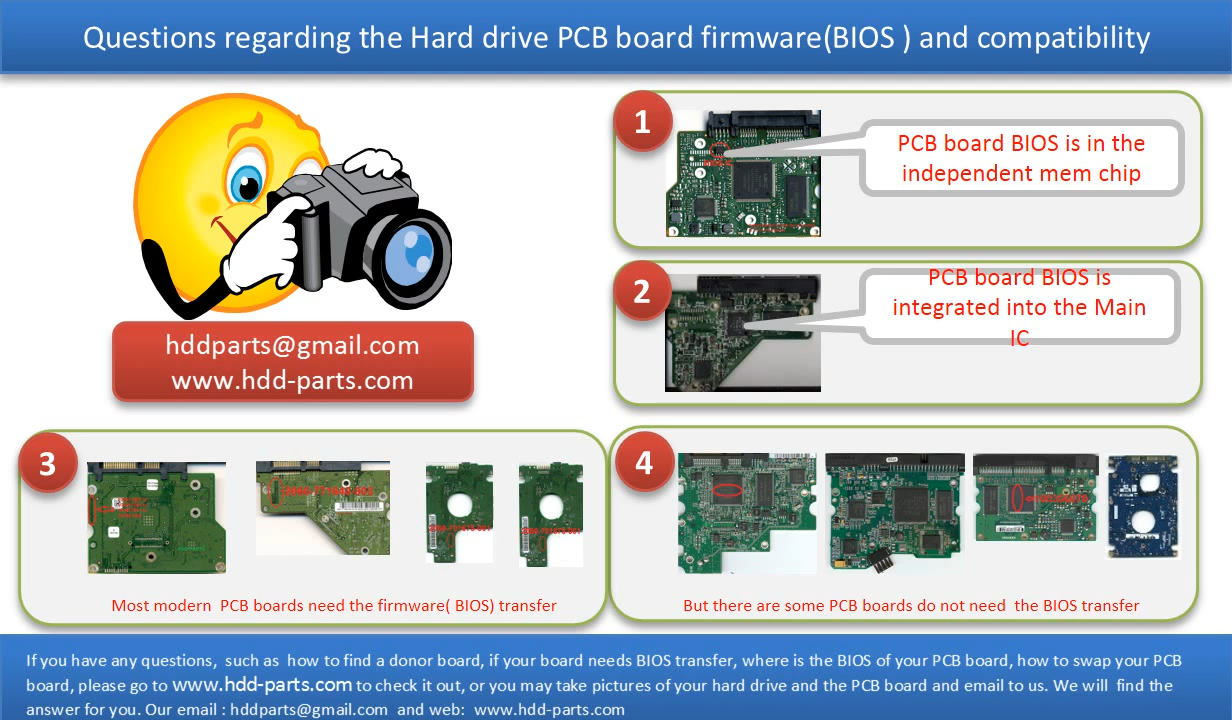 Questions regarding the Hard drive PCB board firmware(BIOS ) and compatibility
hddparts@gmail.com
www.hdd-parts.com
1
PCB board BIOS is in the
independent mem chip
2
PCB board BIOS is
integrated into the Main
IC
3
Most modern  PCB boards need the firmware( BIOS) transfer
4
But there are some PCB boards do not need  the BIOS transfer
If you have any questions,  such as  how to find a donor board, if your board needs BIOS transfer, where is the BIOS of your PCB board, how to swap your PCB
board, please go to www.hdd-parts.com to check it out, or you may take pictures of your hard drive and the PCB board and email to us. We will  find the
answer for you. Our email : hddparts@gmail.com  and web:  www.hdd-parts.com